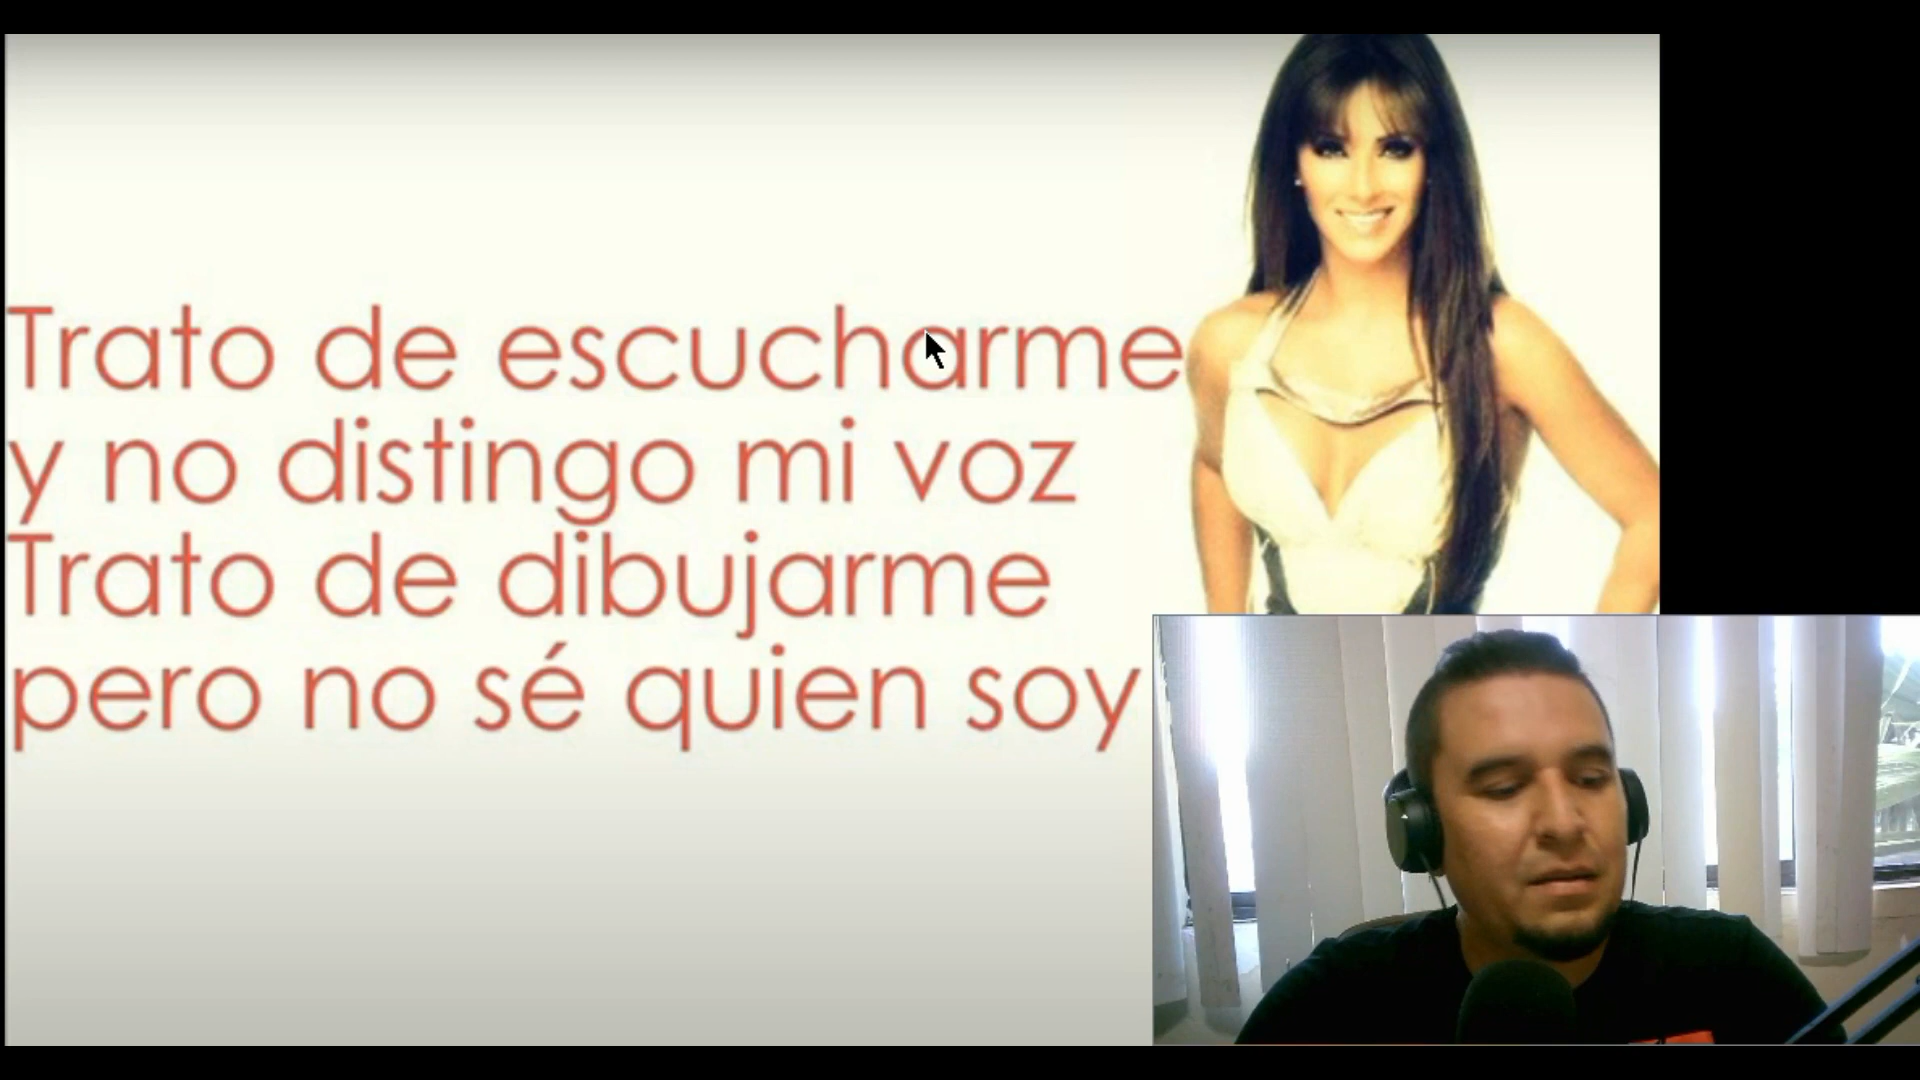 Trato de escucharme
y no distingo mi voz
Trato de dibujarme
pero no sé quien soy